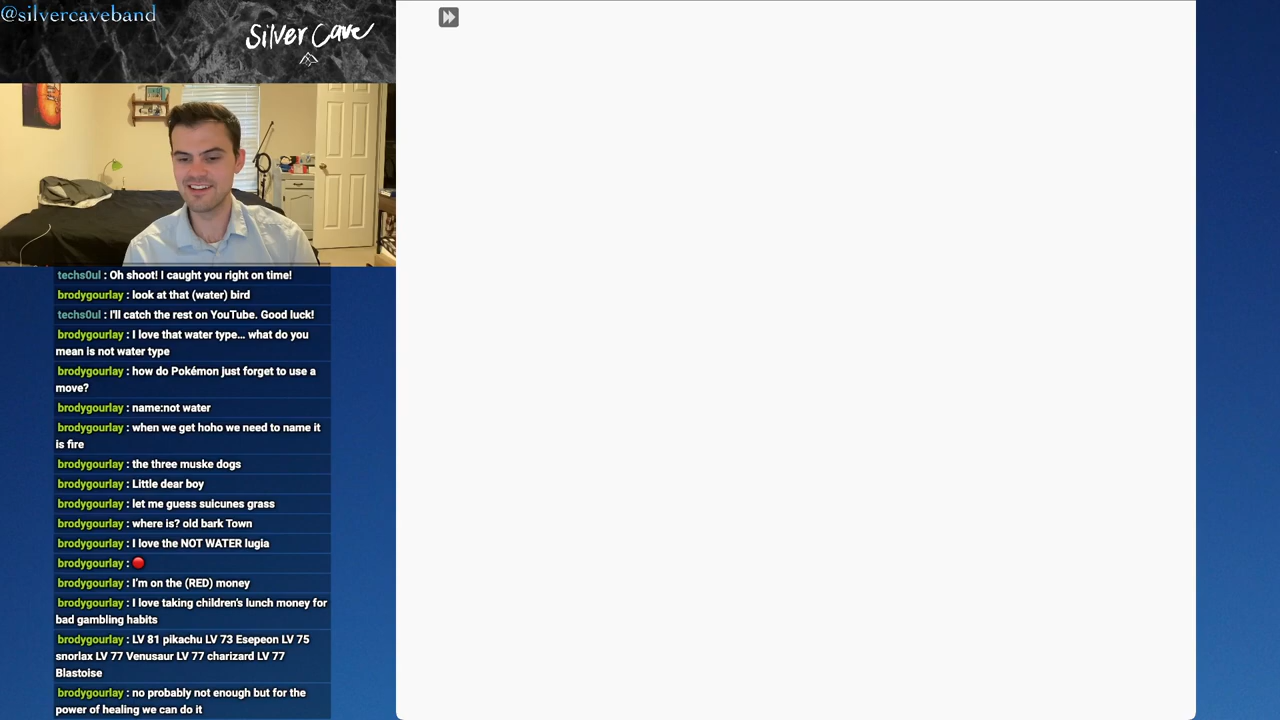 @silvercaveband
Silver Cave
techs0ul : Oh shoot! I caught you right on time!
brodygourlay : look at that (water) bird
techs0ul : I'll catch the rest on YouTube. Good luck!
brodygourlay : I love that water type... what do you
mean is not water type
brodygourlay : how do Pokémon just forget to use a
move?
brodygourlay : name:not water
brodygourlay : when we get hoho we need to name it
is fire
brodygourlay : the three muske dogs
brodygourlay : Little dear boy
brodygourlay : let me guess suicunes grass
brodygourlay : where is? old bark Town
brodygourlay : I love the NOT WATER lugia
brodygourlay : 🔴
brodygourlay : I'm on the (RED) money
brodygourlay : I love taking children's lunch money for
bad gambling habits
brodygourlay : LV 81 pikachu LV 73 Esepeon LV 75
snorlax LV 77 Venusaur LV 77 charizard LV 77
Blastoise
brodygourlay : no probably not enough but for the
power of healing we can do it